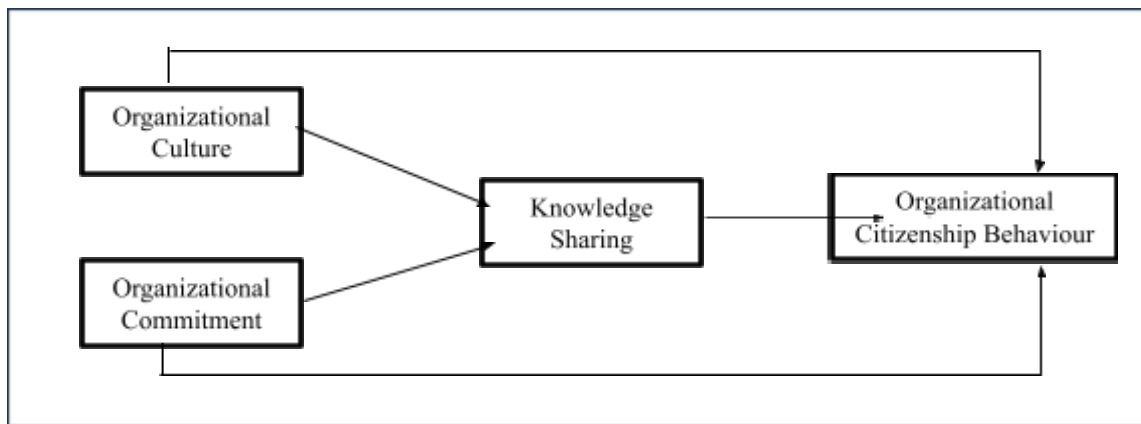 Organizational
Culture
Knowledge
Sharing
Organizational
Citizenship Behaviour
Organizational
Commitment